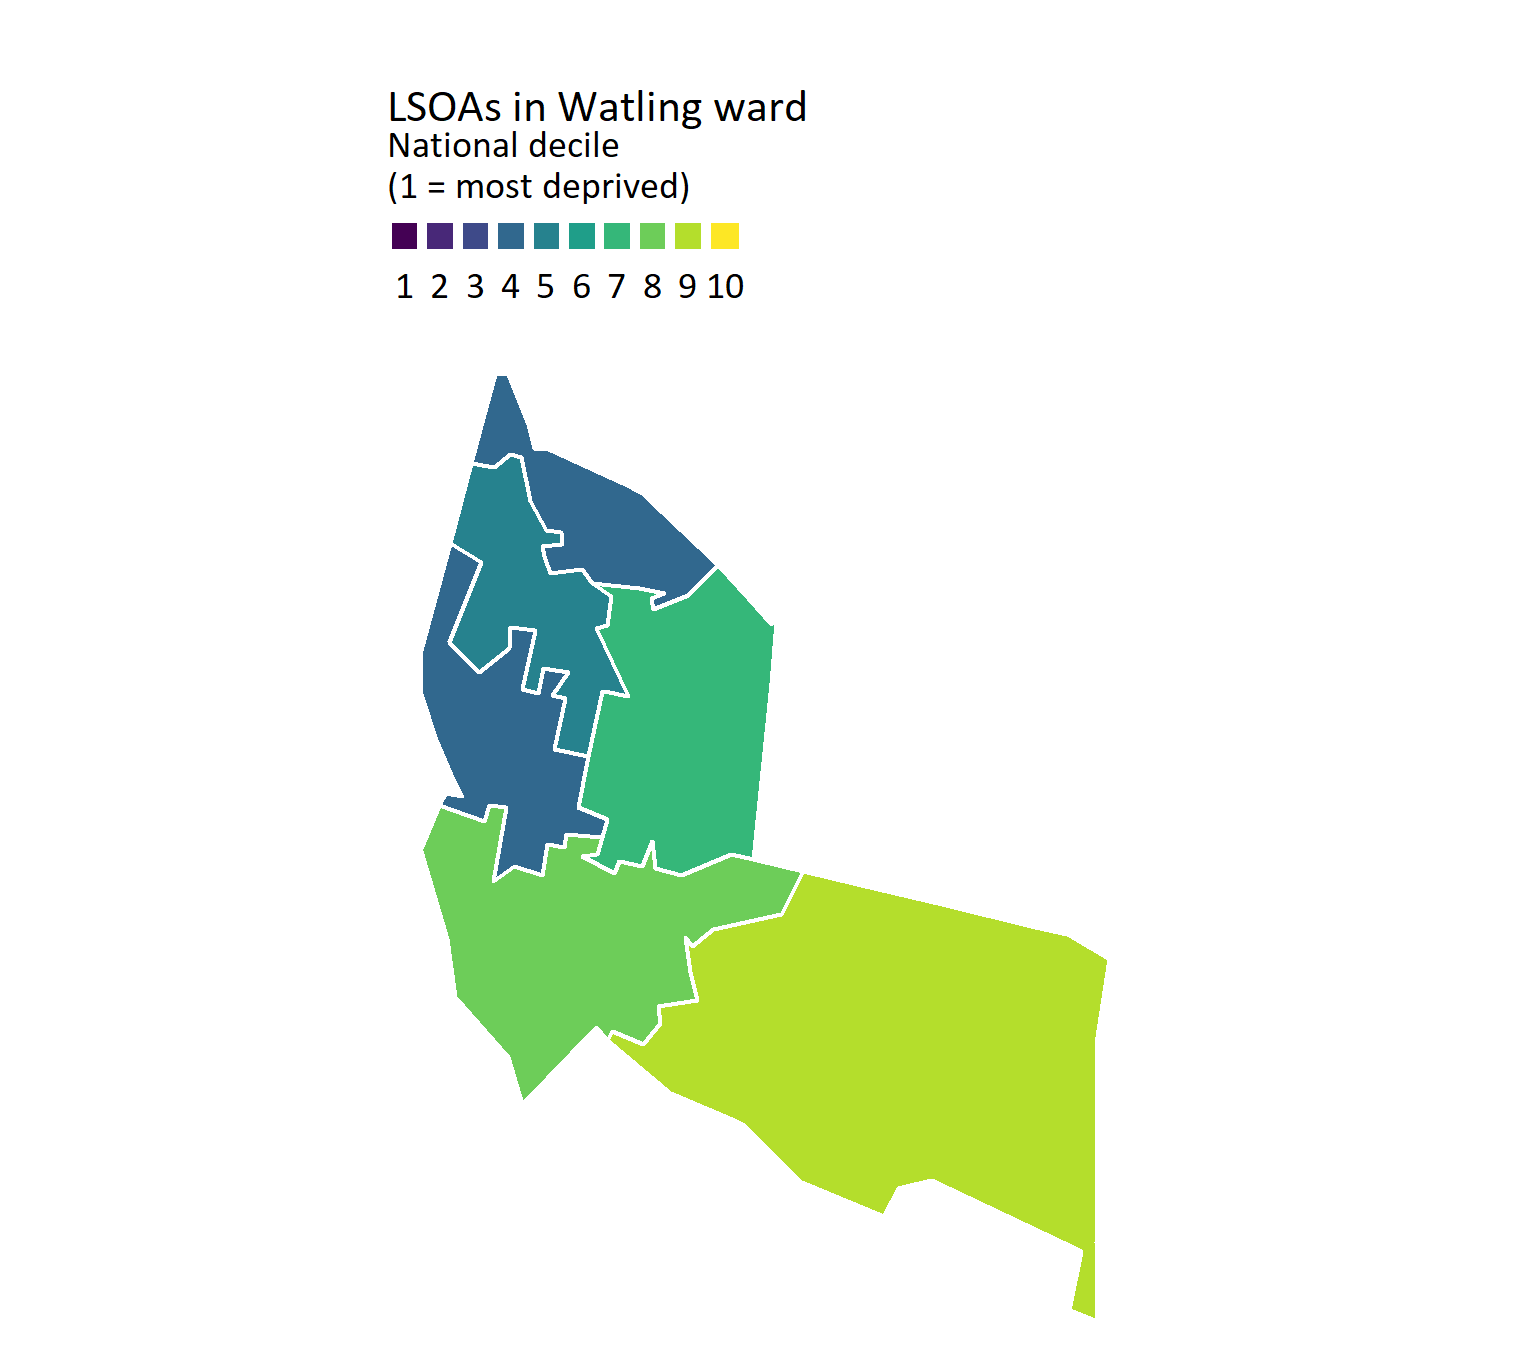 LSOAs in Watling ward
National decile
(1 = most deprived)
1 2 3 4 5 6 7 8 9 10